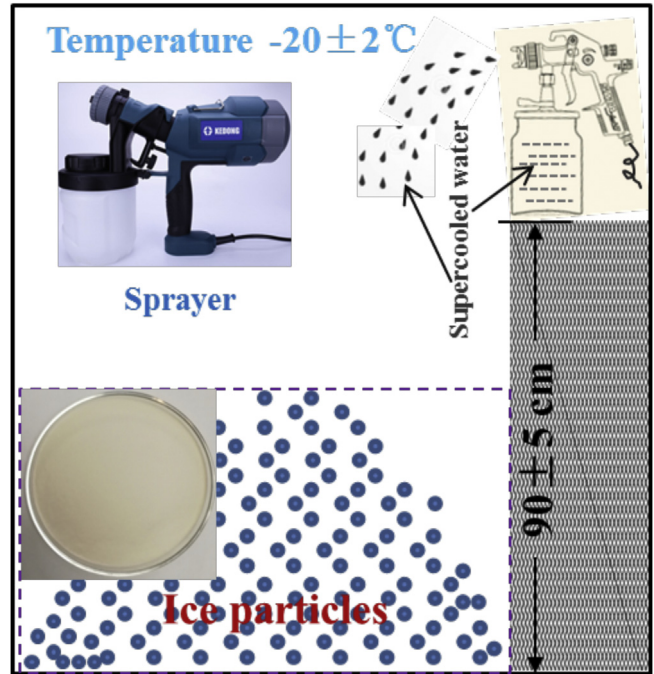 Temperature -20±2℃
KEDONG
Sprayer
Supercooled water
90±5 cm
Ice particles